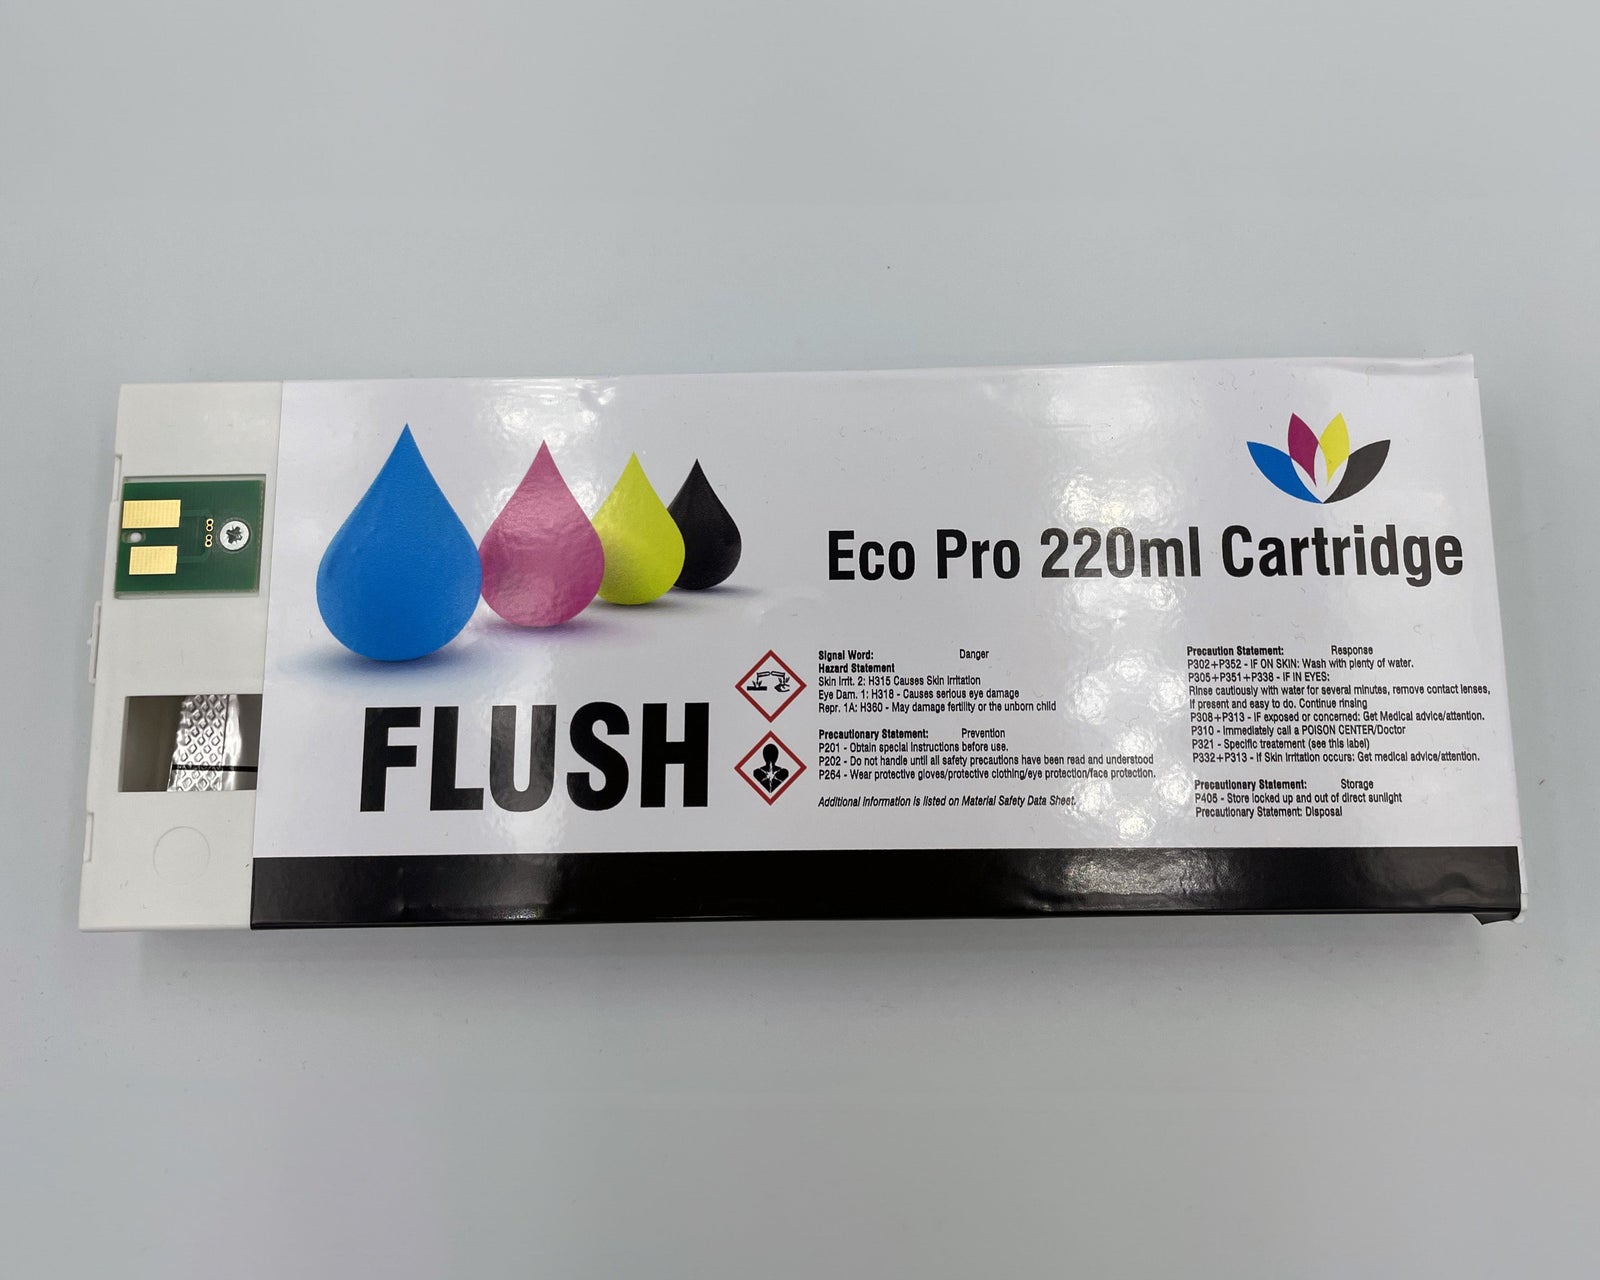 Eco Pro 220ml Cartridge
FLUSH
Signal Word: Danger
Hazard Statement
Skin Irrit. 2: H315 Causes Skin Irritation
Eye Dam. 1: H318 - Causes serious eye damage
Repr. 1A: H360 - May damage fertility or the unborn child
Precautionary Statement: Prevention
P201 - Obtain special instructions before use.
P202 - Do not handle until all safety precautions have been read and understood
P264 - Wear protective gloves/protective clothing/eye protection/face protection.
Additional Information is listed on Material Safety Data Sheet.
Precaution Statement: Response
P302+P352 - IF ON SKIN: Wash with plenty of water.
P305+P351+P338 - IF IN EYES:
Rinse cautiously with water for several minutes, remove contact lenses,
if present and easy to do. Continue rinsing
P308+P313 - IF exposed or concerned: Get Medical advice/attention.
P310 - Immediately call a POISON CENTER/Doctor
P321 - Specific treatement (see this label)
P332+P313 - If Skin Irritation occurs: Get medical advice/attention.
Precautionary Statement: Storage
P405 - Store locked up and out of direct sunlight
Precautionary Statement: Disposal